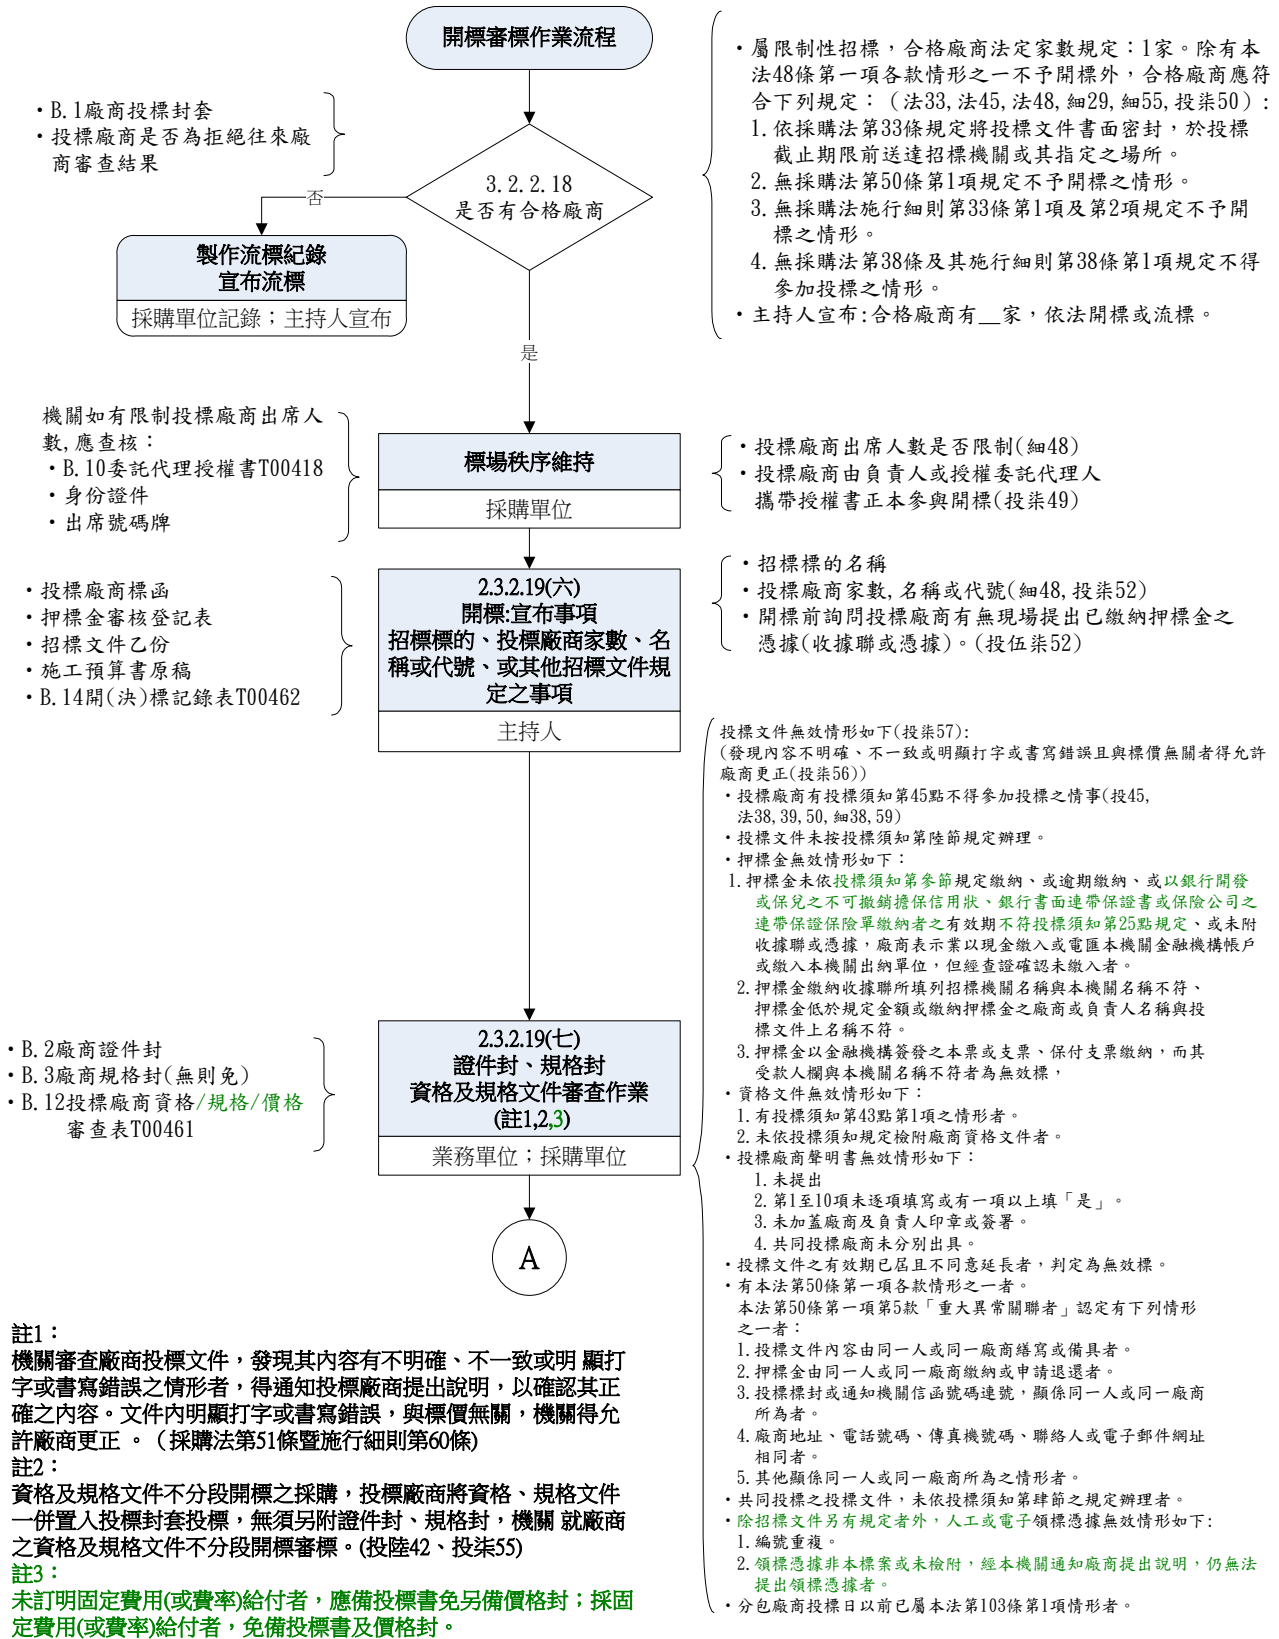 開標審標作業流程
・B.1廠商投標封套
・投標廠商是否為拒絕往來廠
商審查結果
3.2.2.18
是否有合格廠商
否
製作流標紀錄
宣布流標
採購單位記錄；主持人宣布
是
・屬限制性招標，合格廠商法定家數規定：1家。除有本
法48條第一項各款情形之一不予開標外，合格廠商應符
合下列規定：（法33,法45,法48,細29,細55,投柒50）:
1.依採購法第33條規定將投標文件書面密封，於投標
截止期限前送達招標機關或其指定之場所。
2.無採購法第50條第1項規定不予開標之情形。
3.無採購法施行細則第33條第1項及第2項規定不予開
標之情形。
4.無採購法第38條及其施行細則第38條第1項規定不得
參加投標之情形。
・主持人宣布:合格廠商有__家，依法開標或流標。
機關如有限制投標廠商出席人
數,應查核：
・B.10委託代理授權書T00418
・身份證件
・出席號碼牌
標場秩序維持
採購單位
・投標廠商出席人數是否限制(細48)
・投標廠商由負責人或授權委託代理人
攜帶授權書正本參與開標(投柒49)
・投標廠商標函
・押標金審核登記表
・招標文件乙份
・施工預算書原稿
・B.14開(決)標記錄表T00462
2.3.2.19(六)
開標:宣布事項
招標標的、投標廠商家數、名
稱或代號、或其他招標文件規
定之事項
主持人
・招標標的名稱
・投標廠商家數,名稱或代號(細48,投柒52)
・開標前詢問投標廠商有無現場提出已繳納押標金之
憑據(收據聯或憑據)。(投伍柒52)
・B.2廠商證件封
・B.3廠商規格封(無則免)
・B.12投標廠商資格/規格/價格
審查表T00461
2.3.2.19(七)
證件封、規格封
資格及規格文件審查作業
(註1,2,3)
業務單位；採購單位
A
投標文件無效情形如下(投柒57):
(發現內容不明確、不一致或明顯打字或書寫錯誤且與標價無關者得允許
廠商更正(投柒56))
・投標廠商有投標須知第45點不得參加投標之情事(投45,
法38,39,50,細38,59)
・投標文件未按投標須知第陸節規定辦理。
・押標金無效情形如下：
1.押標金未依投標須知第參節規定繳納、或逾期繳納、或以銀行開發
或保兌之不可撤銷擔保信用狀、銀行書面連帶保證書或保險公司之
連帶保證保險單繳納者之有效期不符投標須知第25點規定、或未附
收據聯或憑據，廠商表示業以現金繳入或電匯本機關金融機構帳戶
或繳入本機關出納單位，但經查證確認未繳入者。
2.押標金繳納收據聯所填列招標機關名稱與本機關名稱不符、
押標金低於規定金額或繳納押標金之廠商或負責人名稱與投
標文件上名稱不符。
3.押標金以金融機構簽發之本票或支票、保付支票繳納，而其
受款人欄與本機關名稱不符者為無效標，
・資格文件無效情形如下：
1.有投標須知第43點第1項之情形者。
2.未依投標須知規定檢附廠商資格文件者。
・投標廠商聲明書無效情形如下：
1.未提出
2.第1至10項未逐項填寫或有一項以上填「是」。
3.未加蓋廠商及負責人印章或簽署。
4.共同投標廠商未分別出具。
・投標文件之有效期已屆且不同意延長者，判定為無效標。
・有本法第50條第一項各款情形之一者。
本法第50條第一項第5款「重大異常關聯者」認定有下列情形
之一者：
1.投標文件內容由同一人或同一廠商繕寫或備具者。
2.押標金由同一人或同一廠商繳納或申請退還者。
3.投標標封或通知機關信函號碼連號，顯係同一人或同一廠商
所為者。
4.廠商地址、電話號碼、傳真機號碼、聯絡人或電子郵件網址
相同者。
5.其他顯係同一人或同一廠商所為之情形者。
・共同投標之投標文件，未依投標須知第肆節之規定辦理者。
・除招標文件另有規定者外，人工或電子領標憑據無效情形如下:
1.編號重複。
2.領標憑據非本標案或未檢附，經本機關通知廠商提出說明，仍無法
提出領標憑據者。
・分包廠商投標日以前已屬本法第103條第1項情形者。
註1：
機關審查廠商投標文件，發現其內容有不明確、不一致或明 顯打
字或書寫錯誤之情形者，得通知投標廠商提出說明，以確認其正
確之內容。文件內明顯打字或書寫錯誤，與標價無關，機關得允
許廠商更正 。（ 採購法第51條暨施行細則第60條)
註2：
資格及規格文件不分段開標之採購，投標廠商將資格、規格文件
一併置入投標封套投標，無須另附證件封、規格封，機關 就廠商
之資格及規格文件不分段開標審標。(投陸42、投柒55)
註3：
未訂明固定費用(或費率)給付者，應備投標書免另備價格封；採固
定費用(或費率)給付者，免備投標書及價格封。